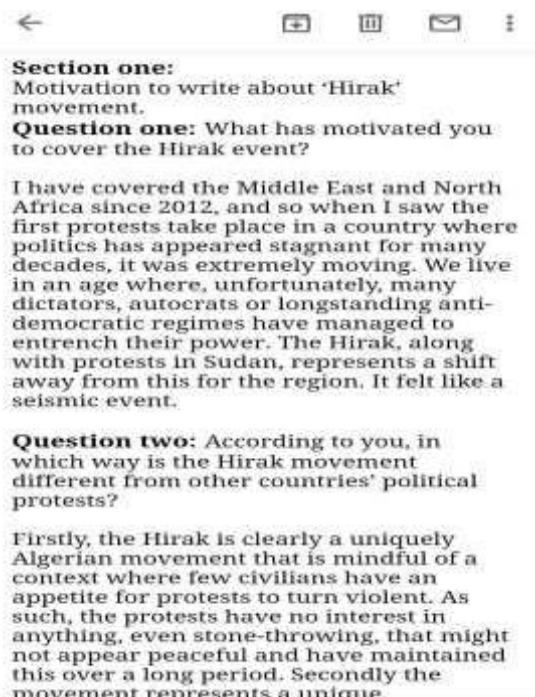 Section one:
Motivation to write about ‘Hirak’
movement.
Question one: What has motivated you
to cover the Hirak event?
I have covered the Middle East and North
Africa since 2012, and so when I saw the
first protests take place in a country where
politics has appeared stagnant for many
decades, it was extremely moving. We live
in an age where, unfortunately, many
dictators, autocrats or longstanding anti-
democratic regimes have managed to
entrench their power. The Hirak, along
with protests in Sudan, represents a shift
away from this for the region. It felt like a
seismic event.
Question two: According to you, in
which way is the Hirak movement
different from other countries’ political
protests?
Firstly, the Hirak is clearly a uniquely
Algerian movement that is mindful of a
context where few civilians have an
appetite for protests to turn violent. As
such, the protests have no interest in
anything, even stone-throwing, that might
not appear peaceful and have maintained
this over a long period. Secondly the
movement represents a unique